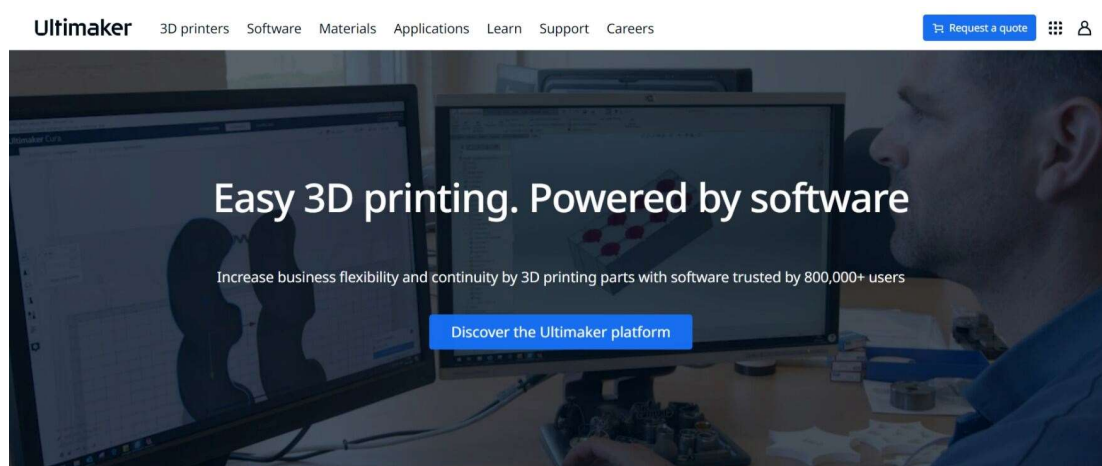 Ultimaker
3D printers Software Materials Applications Learn Support Careers
Request a quote
Easy 3D printing. Powered by software
Increase business flexibility and continuity by 3D printing parts with software trusted by 800,000+ users
Discover the Ultimaker platform